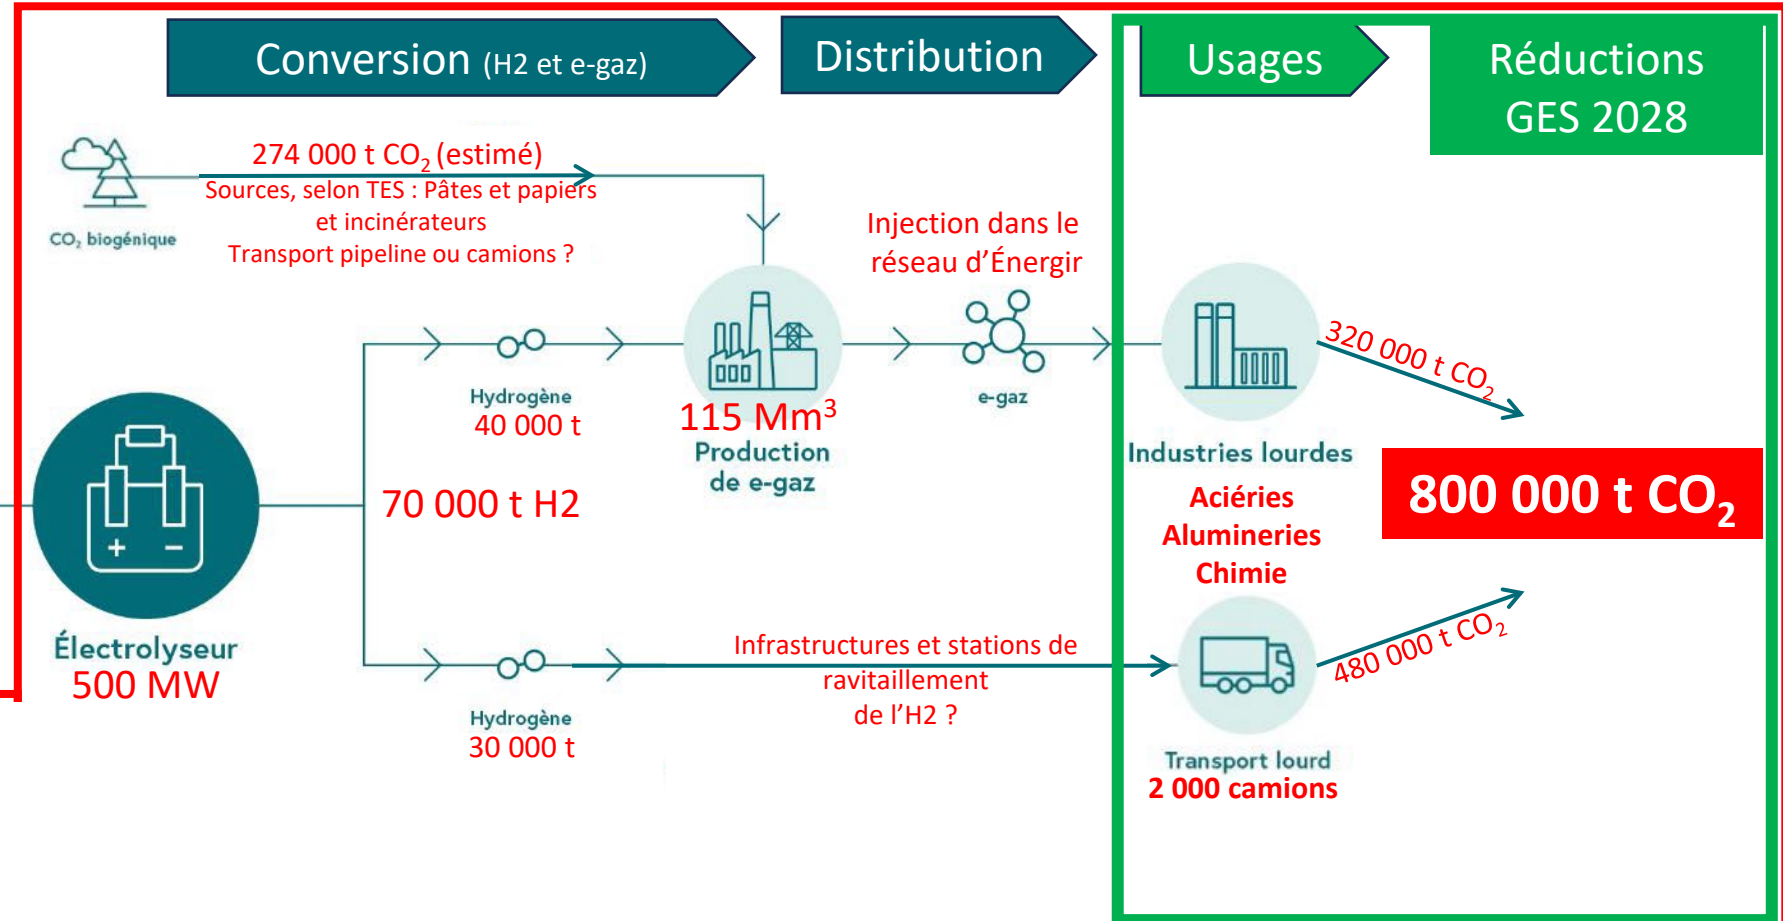 Conversion (H2 et e-gaz)
Distribution
Usages
Réductions
GES 2028
274 000 t CO₂ (estimé)
Sources, selon TES : Pâtes et papiers
et incinérateurs
Transport pipeline ou camions ?
CO₂ biogénique
Injection dans le
réseau d'Énergir
Hydrogène
40 000 t
115 Mm³
Production
de e-gaz
e-gaz
320 000 t CO₂
Industries lourdes
Aciéries
Alumineries
Chimie
800 000 t CO₂
70 000 t H2
+ −
Électrolyseur
500 MW
Hydrogène
30 000 t
Infrastructures et stations de
ravitaillement
de l'H2 ?
480 000 t CO₂
Transport lourd
2 000 camions